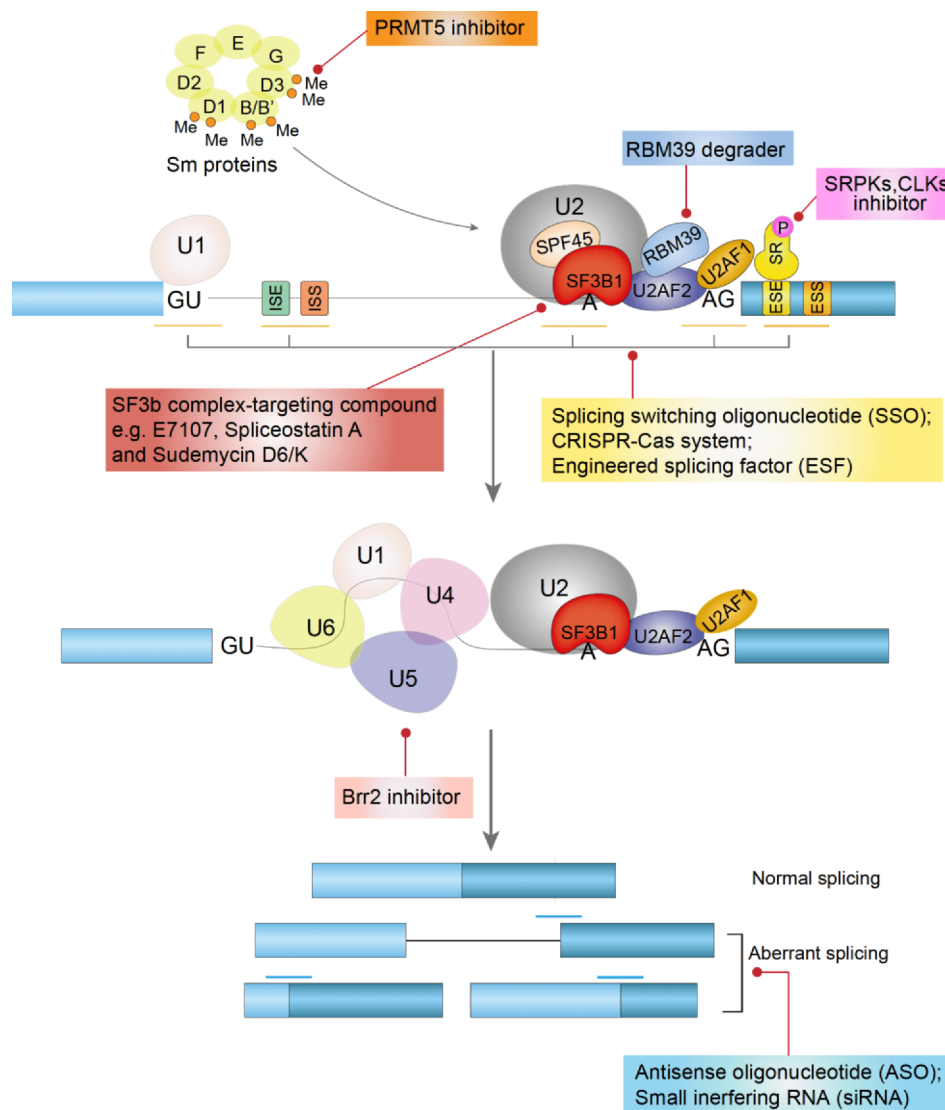 PRMT5 inhibitor
E
F
G
D2
D3
Me
Me
D1
B/B'
Me
Me
Me
Me
Sm proteins
RBM39 degrader
SRPKs,CLKs
inhibitor
U2
U1
SPF45
RBM39
U2AF1
P
SR
SF3B1
U2AF2
GU
ISE
ISS
A
AG
ESE
ESS
SF3b complex-targeting compound
e.g. E7107, Spliceostatin A
and Sudemycin D6/K
Splicing switching oligonucleotide (SSO);
CRISPR-Cas system;
Engineered splicing factor (ESF)
U1
U4
U2
U6
SF3B1
U2AF2
U2AF1
GU
A
AG
U5
Brr2 inhibitor
Normal splicing
Aberrant splicing
Antisense oligonucleotide (ASO);
Small inerfering RNA (siRNA)